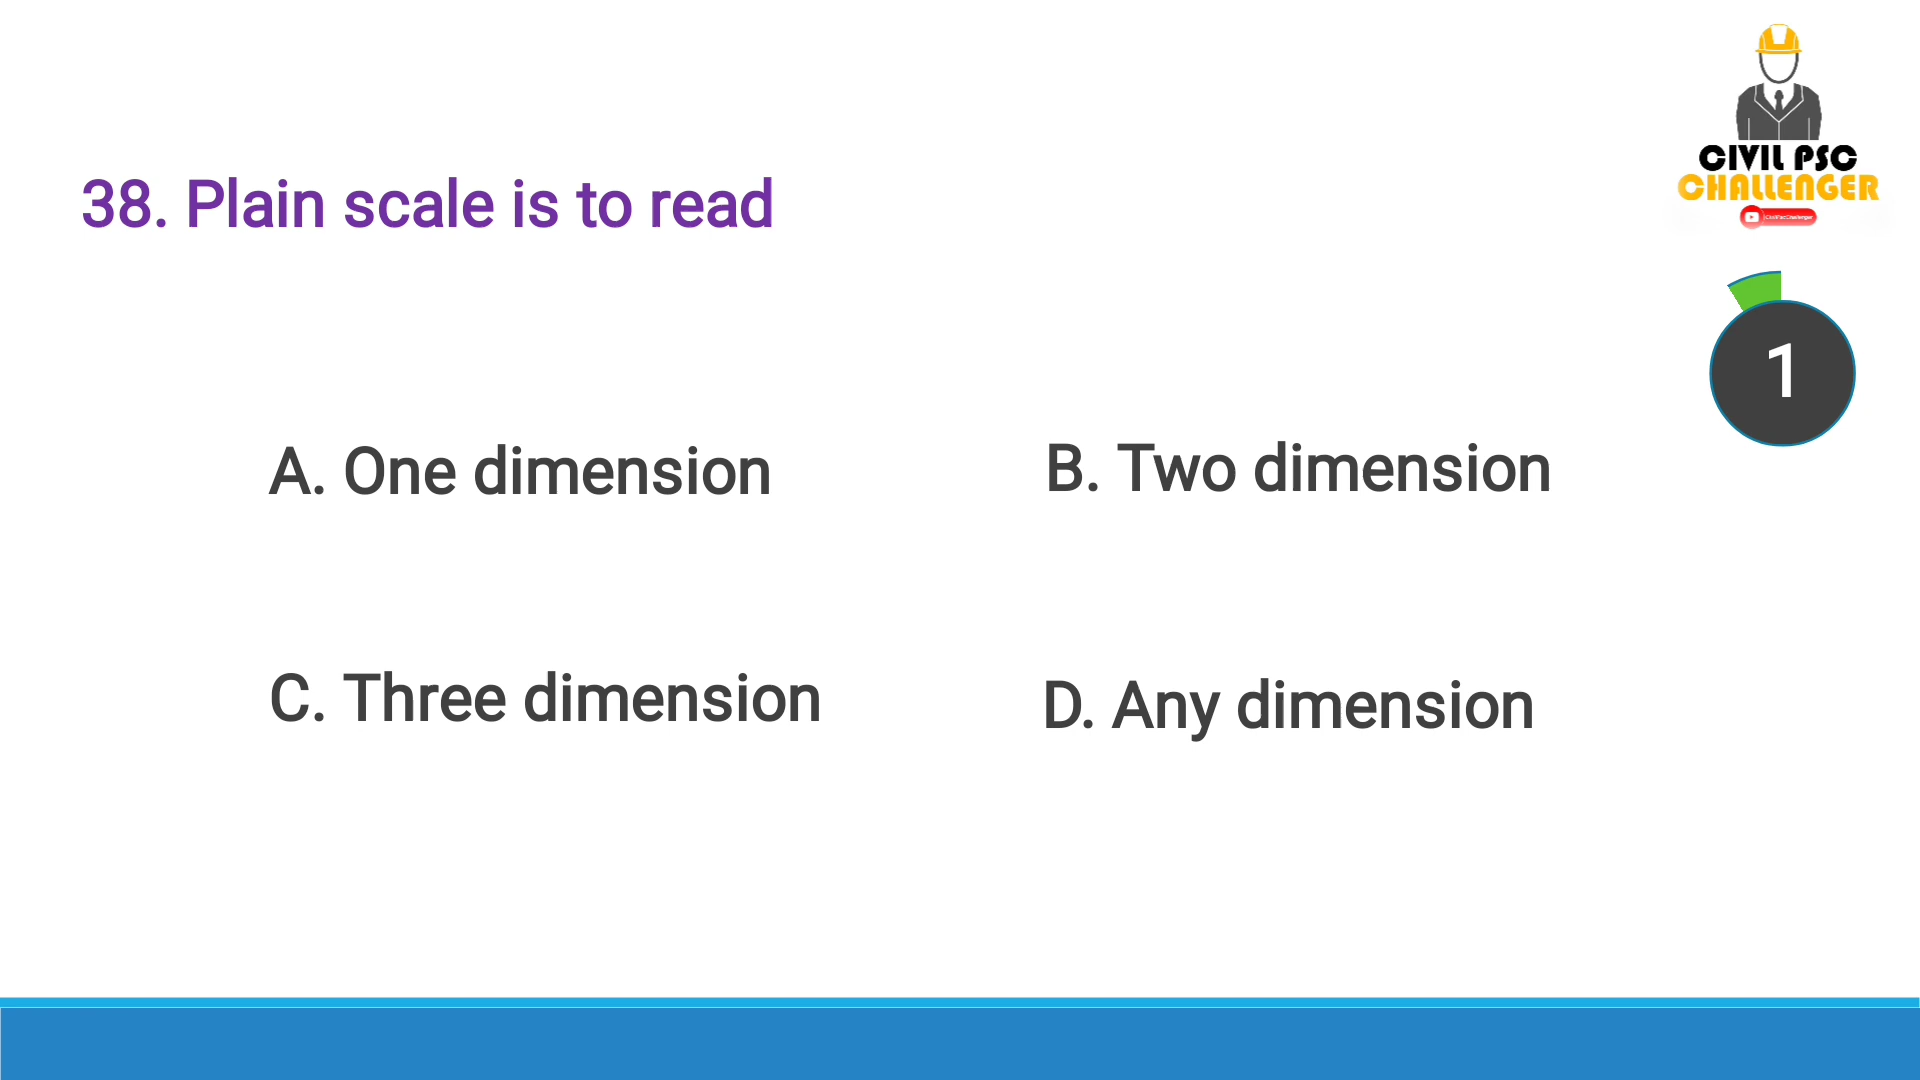 CIVIL PSC
CHALLENGER
38. Plain scale is to read
1
A. One dimension
B. Two dimension
C. Three dimension
D. Any dimension